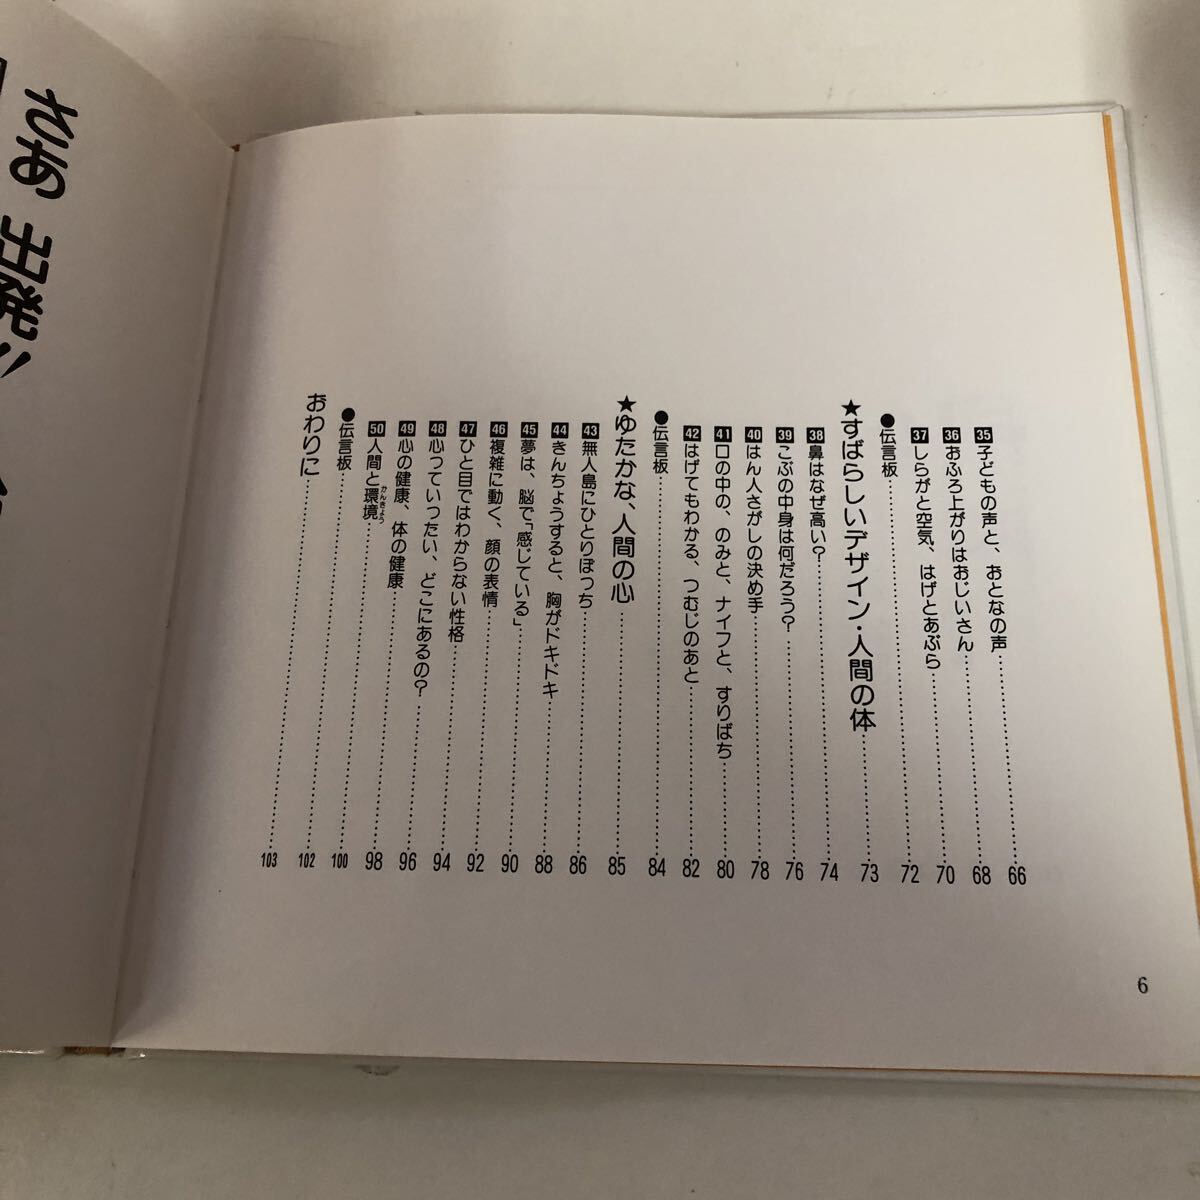 35 子どもの声と、おとなの声 66
36 おふろ上がりはおじいさん 68
37 しらがと空気、はげとあぶら 70
●伝言板 72
★すばらしいデザイン・人間の体 73
38 鼻はなぜ高い? 74
39 こぶの中身は何だろう? 76
40 はん人さがしの決め手 78
41 口の中の、のみと、ナイフと、すりばち 80
42 はげてもわかる、つむじのあと 82
●伝言板 84
★ゆたかな、人間の心 85
43 無人島にひとりぼっち 86
44 きんちょうすると、胸がドキドキ 88
45 夢は、脳で「感じている」 90
46 複雑に動く、顔の表情 92
47 ひと目ではわからない性格 94
48 心っていったい、どこにあるの? 96
49 心の健康、体の健康 98
50 人間と環境(かんきょう) 100
●伝言板 102
おわりに 103
6
さあ 出発!!